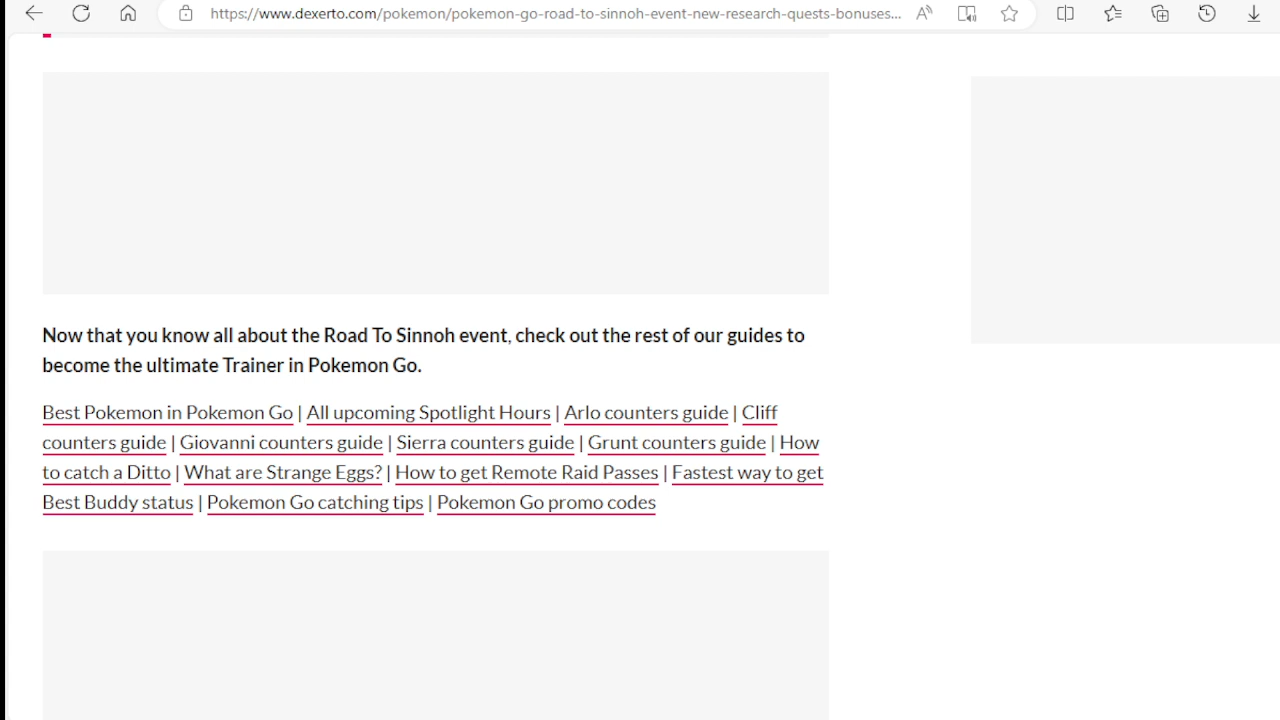 https://www.dexerto.com/pokemon/pokemon-go-road-to-sinnoh-event-new-research-quests-bonuses...
Now that you know all about the Road To Sinnoh event, check out the rest of our guides to
become the ultimate Trainer in Pokemon Go.
Best Pokemon in Pokemon Go | All upcoming Spotlight Hours | Arlo counters guide | Cliff
counters guide | Giovanni counters guide | Sierra counters guide | Grunt counters guide | How
to catch a Ditto | What are Strange Eggs? | How to get Remote Raid Passes | Fastest way to get
Best Buddy status | Pokemon Go catching tips | Pokemon Go promo codes